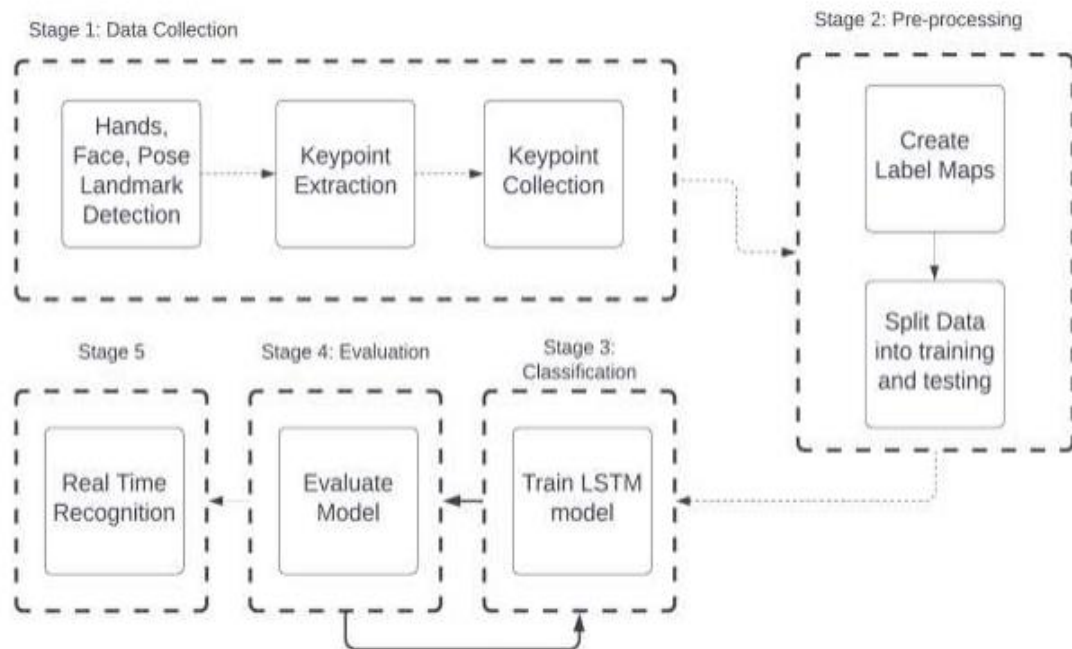 Stage 1: Data Collection
Hands,
Face, Pose
Landmark
Detection
Keypoint
Extraction
Keypoint
Collection
Stage 2: Pre-processing
Create
Label Maps
Split Data
into training
and testing
Stage 3:
Classification
Train LSTM
model
Stage 4: Evaluation
Evaluate
Model
Stage 5
Real Time
Recognition